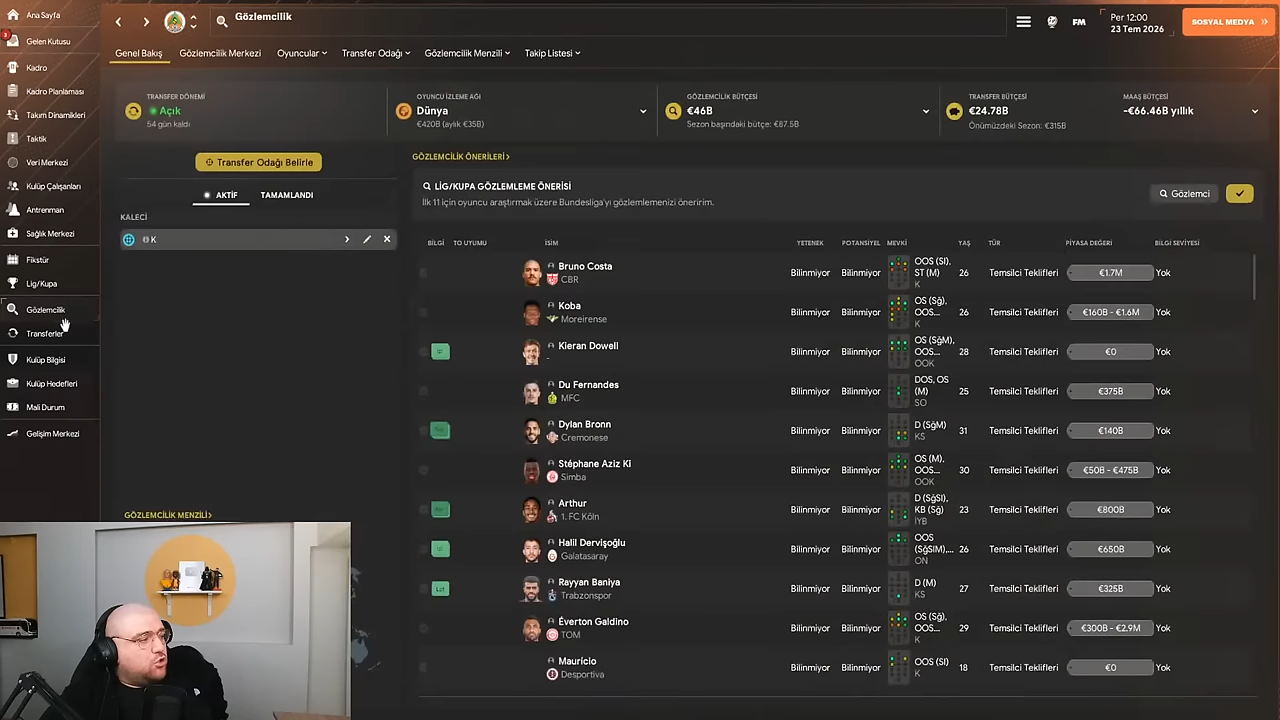 Ana Sayfa
3
Gelen Kutusu
Kadro
Kadro Planlaması
Takım Dinamikleri
Taktik
Veri Merkezi
Kulüp Çalışanları
Antrenman
Sağlık Merkezi
Fikstür
Lig/Kupa
Gözlemcilik
Transferler
Kulüp Bilgisi
Kulüp Hedefleri
Mali Durum
Gelişim Merkezi
Gözlemcilik
FM
Per 12:00
23 Tem 2026
SOSYAL MEDYA
Genel Bakış
Gözlemcilik Merkezi
Oyuncular
Transfer Odağı
Gözlemcilik Menzili
Takip Listesi
TRANSFER DÖNEMİ
Açık
54 gün kaldı
OYUNCU İZLEME AĞI
Dünya
€420B (aylık €35B)
GÖZLEMCİLİK BÜTÇESİ
€46B
Sezon başındaki bütçe: €87.5B
TRANSFER BÜTÇESİ
€24.78B
Önümüzdeki Sezon: €315B
MAAŞ BÜTÇESİ
-€66.46B yıllık
Transfer Odağı Belirle
AKTİF
TAMAMLANDI
KALECİ
K
GÖZLEMCİLİK MENZİLİ>
GÖZLEMCİLİK ÖNERİLERİ>
LİG/KUPA GÖZLEMLEME ÖNERİSİ
İlk 11 için oyuncu araştırmak üzere Bundesliga'yı gözlemlemenizi öneririm.
Gözlemci
BİLGİ TO UYUMU İSİM YETENEK POTANSİYEL MEVKİ YAŞ TÜR PİYASA DEĞERİ BİLGİ SEVİYESİ
Bruno Costa
CBR
Bilinmiyor Bilinmiyor
OOS (Sl),
ST (M)
K
26 Temsilci Teklifleri €1.7M Yok
Koba
Moreirense
Bilinmiyor Bilinmiyor
OS (Sğ),
OOS...
K
26 Temsilci Teklifleri €160B - €1.6M Yok
Kieran Dowell
-
Bilinmiyor Bilinmiyor
OS (SğM),
OOS...
OOK
28 Temsilci Teklifleri €0 Yok
Du Fernandes
MFC
Bilinmiyor Bilinmiyor
DOS, OS
(M)
SO
25 Temsilci Teklifleri €375B Yok
Dylan Bronn
Cremonese
Bilinmiyor Bilinmiyor
D (SğM)
KS
31 Temsilci Teklifleri €140B Yok
Stéphane Aziz Ki
Simba
Bilinmiyor Bilinmiyor
OS (M),
OOS...
OOK
30 Temsilci Teklifleri €50B - €475B Yok
Arthur
1. FC Köln
Bilinmiyor Bilinmiyor
D (SğSl),
KB (Sğ)
İYB
23 Temsilci Teklifleri €800B Yok
Halil Dervişoğlu
Galatasaray
Bilinmiyor Bilinmiyor
OOS
(SğSlM),...
ON
26 Temsilci Teklifleri €650B Yok
Lst
Rayyan Baniya
Trabzonspor
Bilinmiyor Bilinmiyor
D (M)
KS
27 Temsilci Teklifleri €325B Yok
Éverton Galdino
TOM
Bilinmiyor Bilinmiyor
OS (Sğ),
OOS...
K
29 Temsilci Teklifleri €300B - €2.9M Yok
Maurício
Desportiva
Bilinmiyor Bilinmiyor
OOS (Sl)
K
18 Temsilci Teklifleri €0 Yok